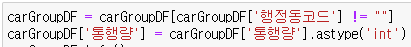 carGroupDF = carGroupDF[carGroupDF['행정동코드'] != ""]
carGroupDF['통행량'] = carGroupDF['통행량'].astype('int')